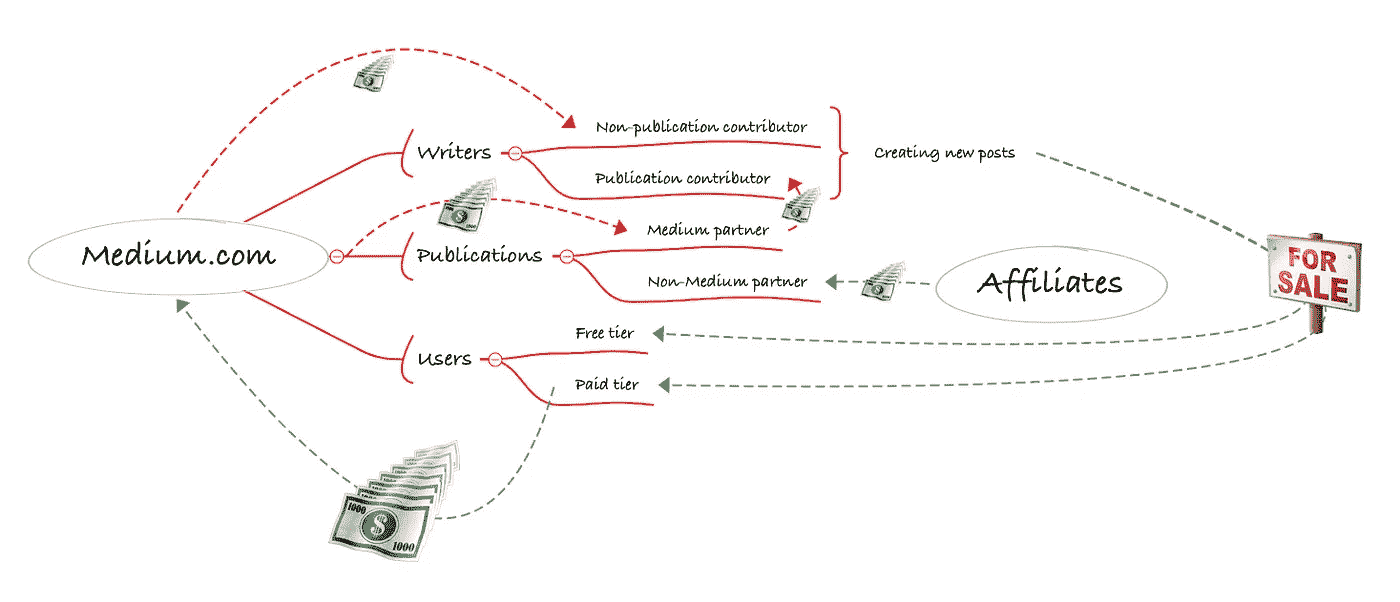 Non-publication contributor
Writers
Creating new posts
Publication contributor
Medium partner
Medium.com
Publications
Non-Medium partner
Affiliates
FOR
SALE
Free tier
Users
Paid tier
1000
1000